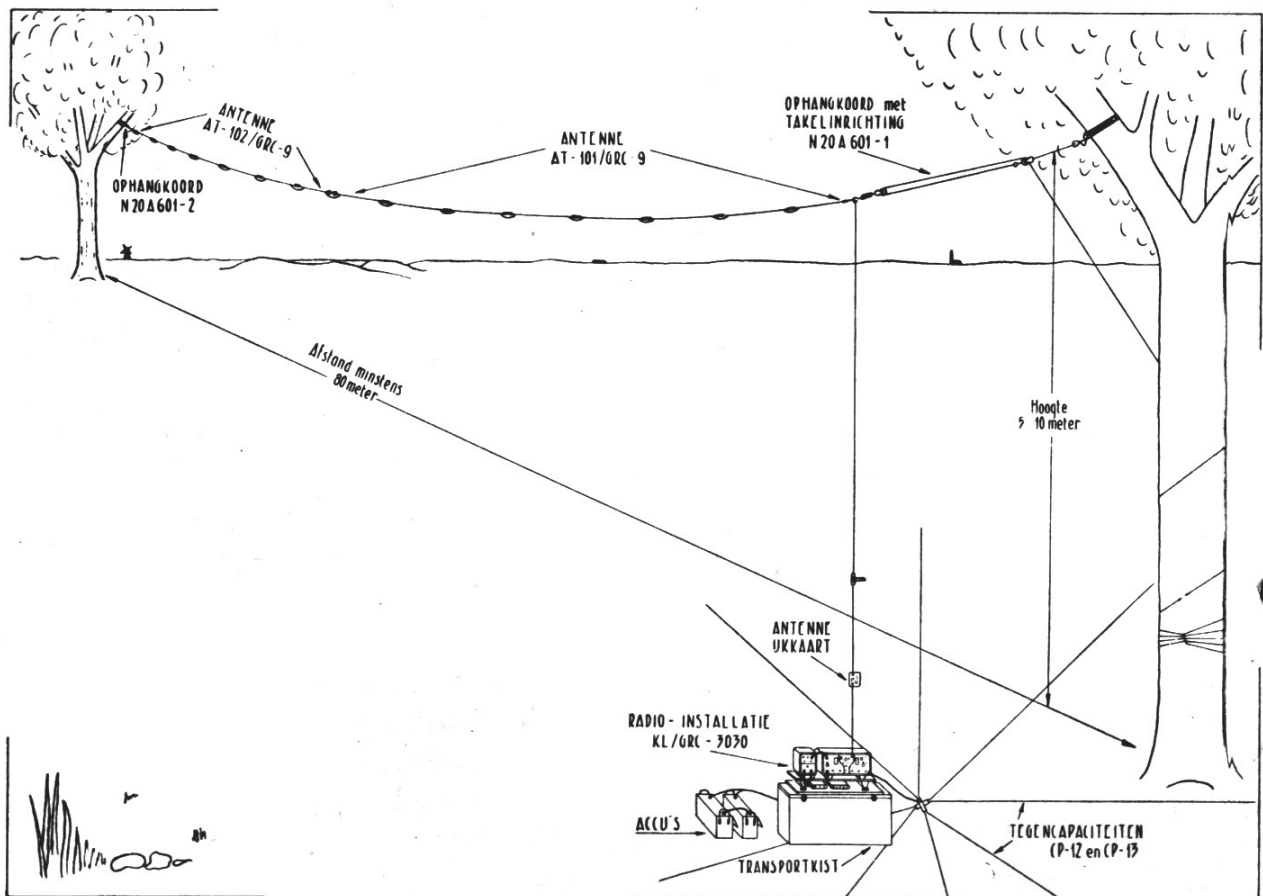 ANTENNE
AT-102/GRC-9
OPHANGKOORD
N20A601-2
ANTENNE
AT-101/GRC-9
OPHANGKOORD met
TAKELINRICHTING
N20A601-1
Afstand minstens
80 meter
Hoogte
10 meter
ANTENNE
IJKKAART
RADIO-INSTALLATIE
KL/GRC-3030
ACCU'S
TRANSPORTKIST
TEGENCAPACITEITEN
CP-12 en CP-13